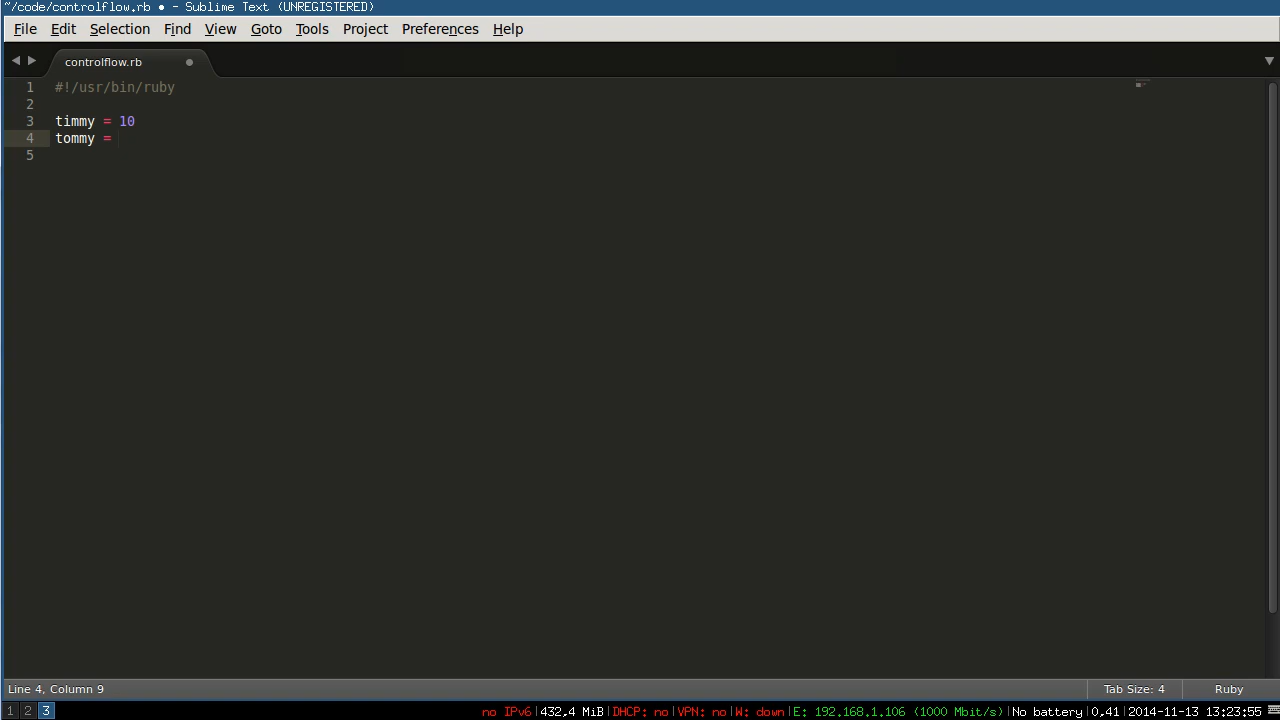 ~/code/controlflow.rb • - Sublime Text (UNREGISTERED)
File Edit Selection Find View Goto Tools Project Preferences Help
controlflow.rb
1 #!/usr/bin/ruby
2
3 timmy = 10
4 tommy =
5
Line 4, Column 9 Tab Size: 4 Ruby
1 2 3 no IPv6|432,4 MiB|DHCP: no|VPN: no|W: down|E: 192.168.1.106 (1000 Mbit/s)|No battery|0,41|2014-11-13 13:23:55